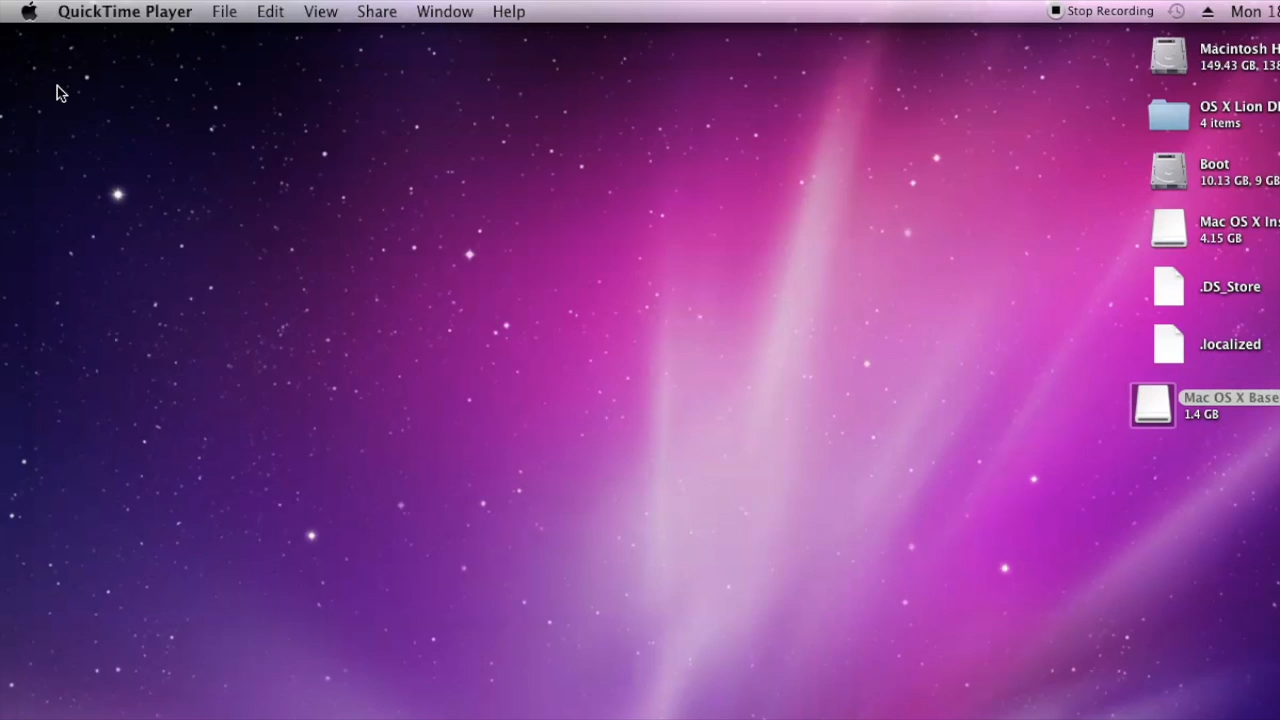 QuickTime Player File Edit View Share Window Help Stop Recording Mon 18
Macintosh H
149.43 GB, 138
OS X Lion
4 items
Boot
10.13 GB, 9 GB
Mac OS X Ins
4.15 GB
.DS_Store
.localized
Mac OS X Base
1.4 GB